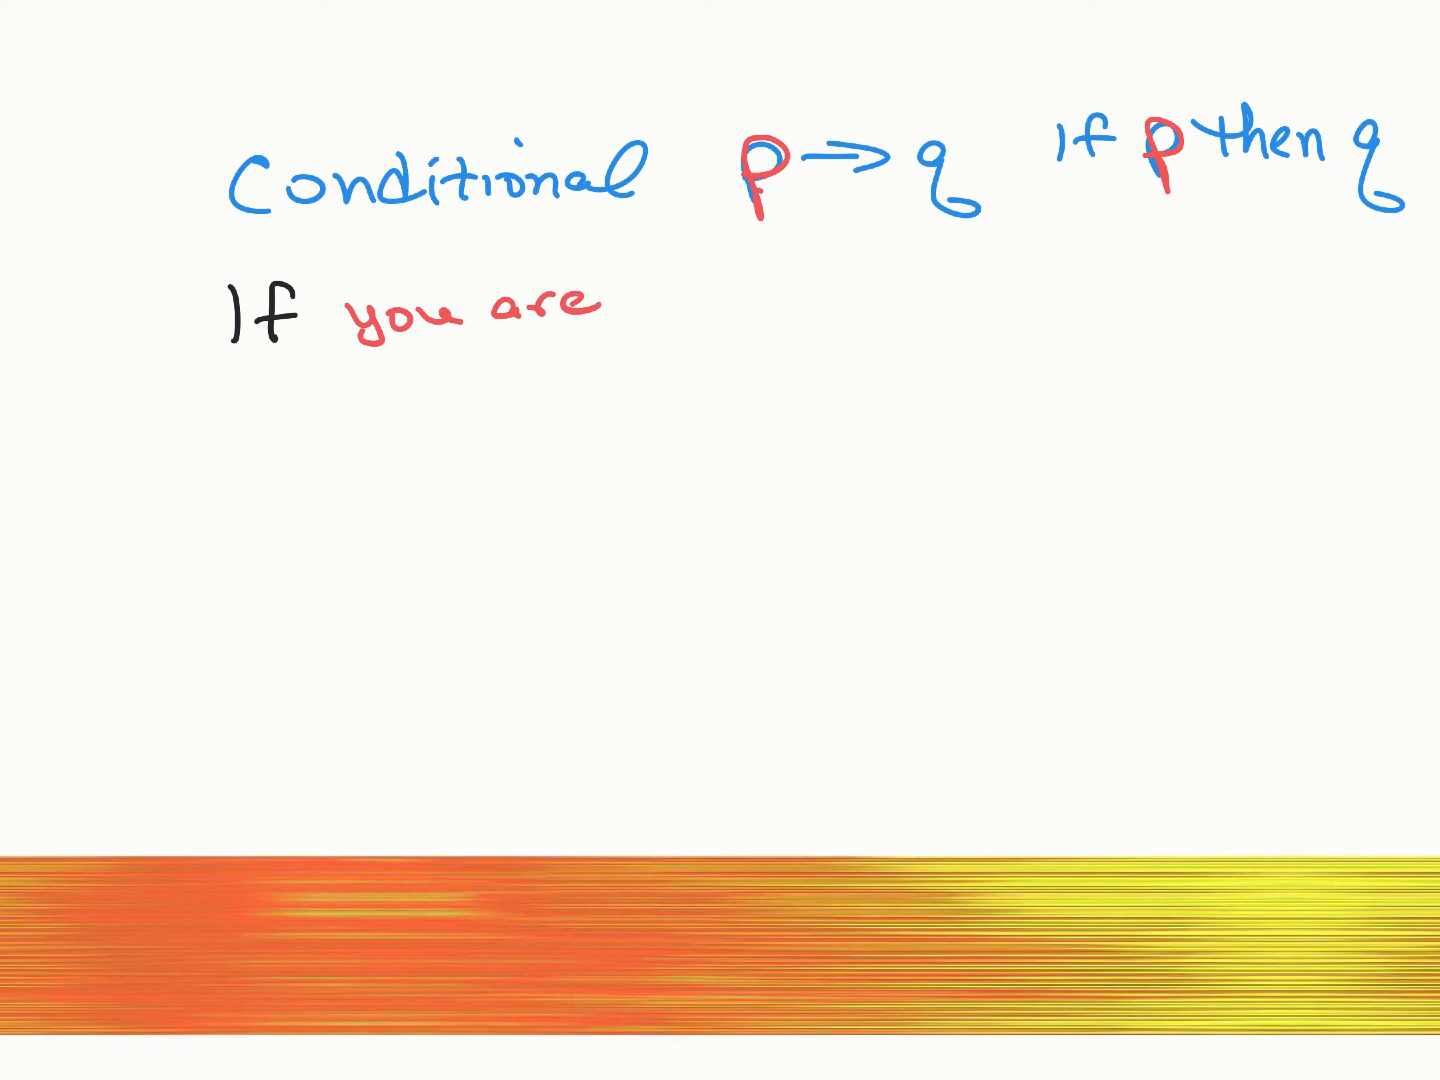 Conditional p → q If p then q
If you are